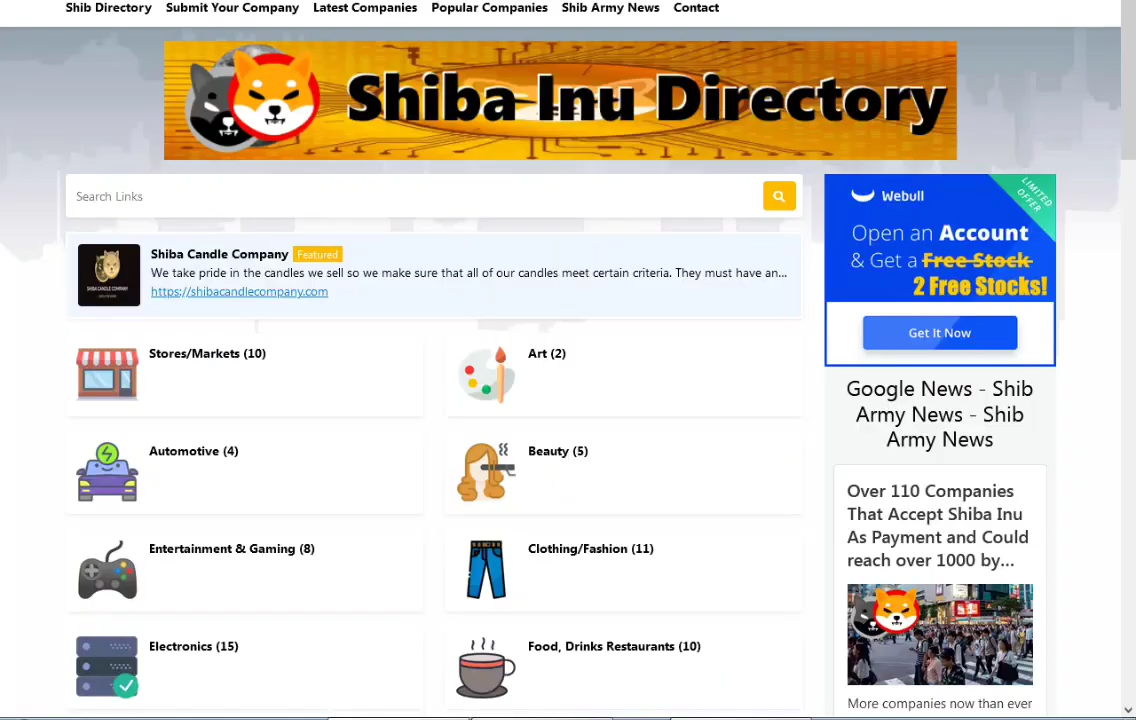 Shib Directory Submit Your Company Latest Companies Popular Companies Shib Army News Contact
Shiba Inu Directory
Search Links
Shiba Candle Company Featured
We take pride in the candles we sell so we make sure that all of our candles meet certain criteria. They must have an...
https://shibacandlecompany.com
SHIBA CANDLE COMPANY
Stores/Markets (10)
Art (2)
Automotive (4)
Beauty (5)
Entertainment & Gaming (8)
Clothing/Fashion (11)
Electronics (15)
Food, Drinks Restaurants (10)
Webull
LIMITED
OFFER
Open an Account
& Get a Free Stock
2 Free Stocks!
Get It Now
Google News - Shib
Army News - Shib
Army News
Over 110 Companies
That Accept Shiba Inu
As Payment and Could
reach over 1000 by...
More companies now than ever